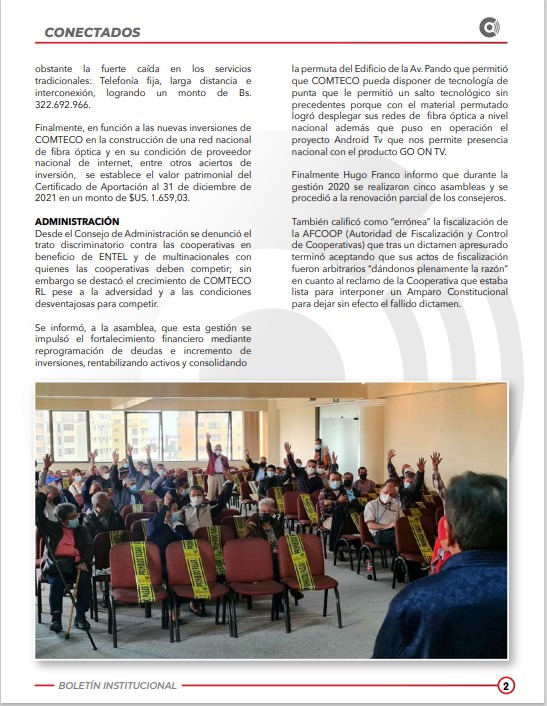 CONECTADOS
obstante la fuerte caída en los servicios
tradicionales: Telefonía fija, larga distancia e
interconexión, logrando un monto de Bs.
322.692.966.
Finalmente, en función a las nuevas inversiones de
COMTECO en la construcción de una red nacional
de fibra óptica y en su condición de proveedor
nacional de internet, entre otros aciertos de
inversión, se establece el valor patrimonial del
Certificado de Aportación al 31 de diciembre de
2021 en un monto de $US. 1.659,03.
ADMINISTRACIÓN
Desde el Consejo de Administración se denunció el
trato discriminatorio contra las cooperativas en
beneficio de ENTEL y de multinacionales con
quienes las cooperativas deben competir; sin
embargo se destacó el crecimiento de COMTECO
RL pese a la adversidad y a las condiciones
desventajosas para competir.
Se informó, a la asamblea, que esta gestión se
impulsó el fortalecimiento financiero mediante
reprogramación de deudas e incremento de
inversiones, rentabilizando activos y consolidando
la permuta del Edificio de la Av. Pando que permitió
que COMTECO pueda disponer de tecnología de
punta que le permitió un salto tecnológico sin
precedentes porque con el material permutado
logró desplegar sus redes de fibra óptica a nivel
nacional además que puso en operación el
proyecto Android Tv que nos permite presencia
nacional con el producto GO ON TV.
Finalmente Hugo Franco informo que durante la
gestión 2020 se realizaron cinco asambleas y se
procedió a la renovación parcial de los consejeros.
También calificó como "errónea" la fiscalización de
la AFCOOP (Autoridad de Fiscalización y Control
de Cooperativas) que tras un dictamen apresurado
terminó aceptando que sus actos de fiscalización
fueron arbitrarios "dándonos plenamente la razón"
en cuanto al reclamo de la Cooperativa que estaba
lista para interponer un Amparo Constitucional
para dejar sin efecto el fallido dictamen.
BOLETÍN INSTITUCIONAL
2